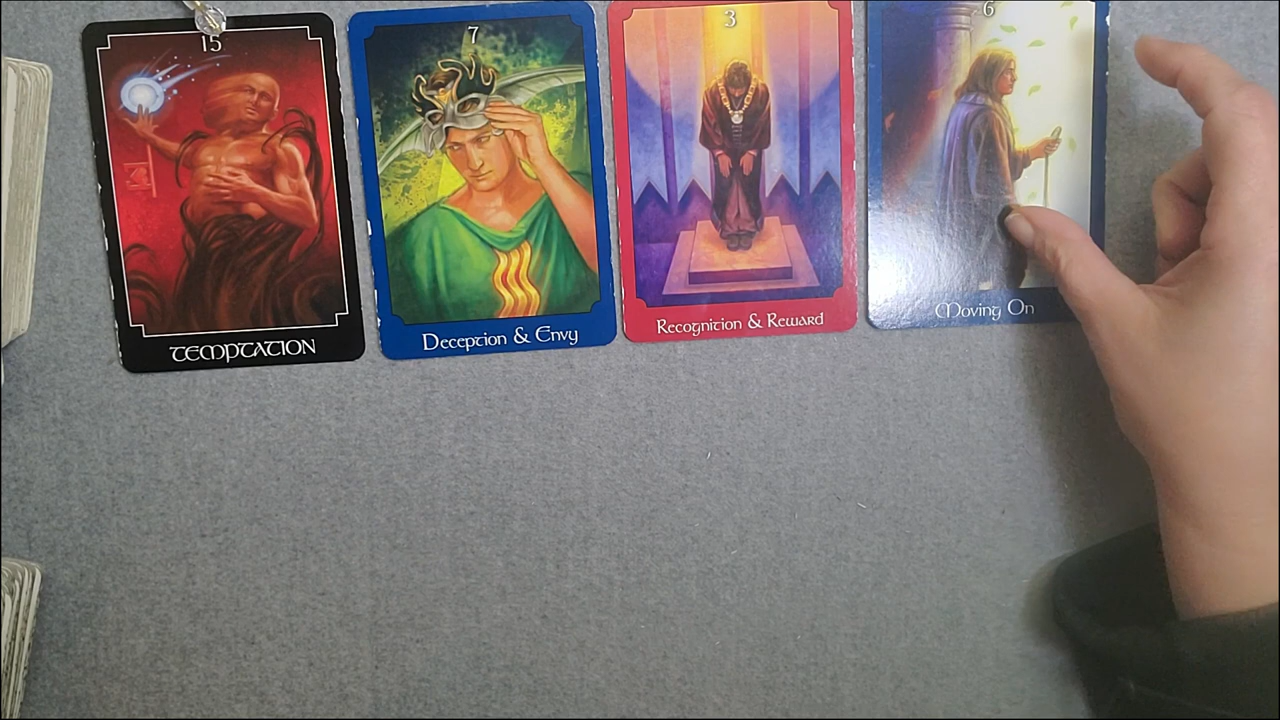 15
TEMPTATION
7
Deception & Envy
3
Recognition & Reward
6
Moving On